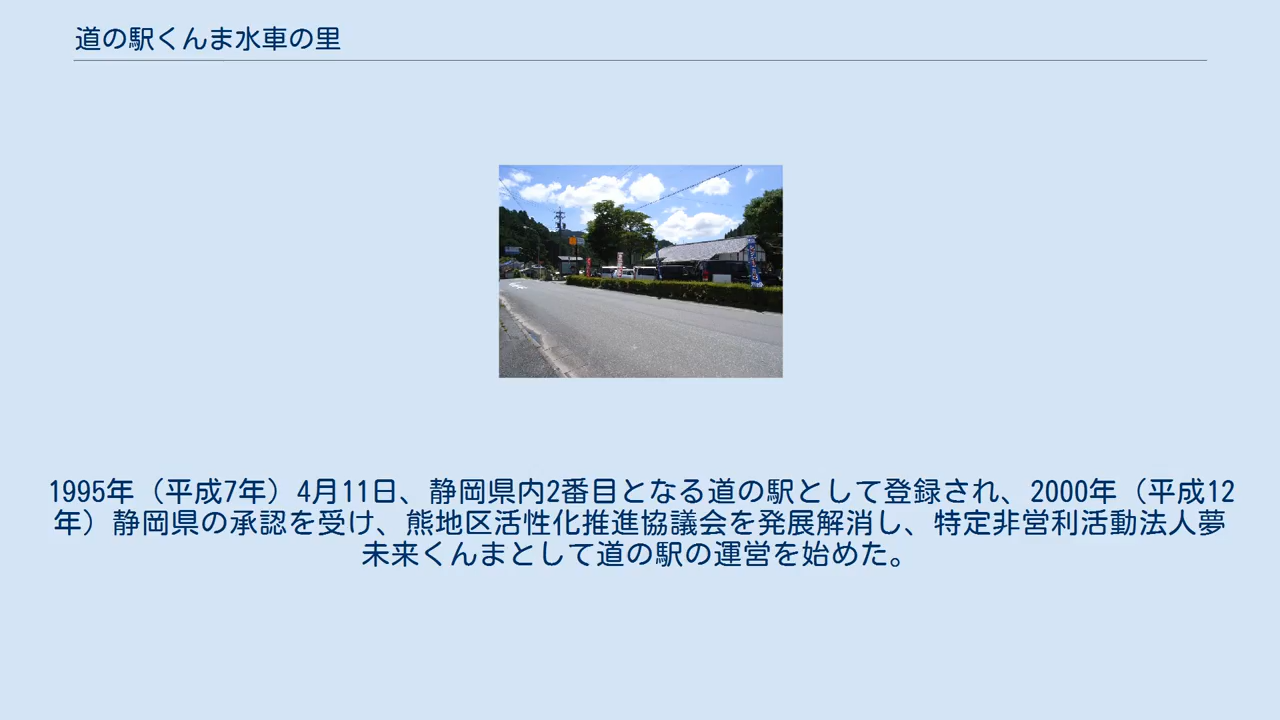 道の駅くんま水車の里
1995年（平成7年）4月11日、静岡県内2番目となる道の駅として登録され、2000年（平成12
年）静岡県の承認を受け、熊地区活性化推進協議会を発展解消し、特定非営利活動法人夢
未来くんまとして道の駅の運営を始めた。